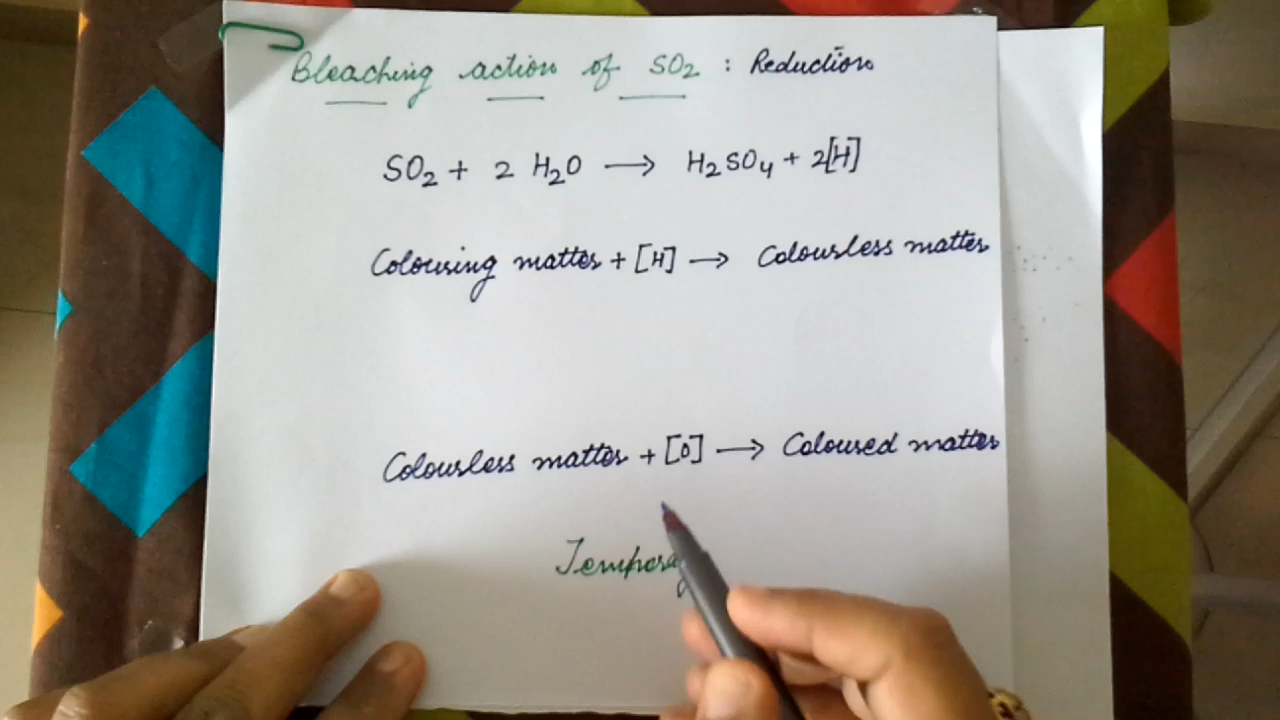 Bleaching action of SO₂ : Reduction
SO₂ + 2 H₂O ⟶ H₂SO₄ + 2[H]
Colouring matter + [H] ⟶ Colourless matter
Colourless matter + [O] ⟶ Coloured matter